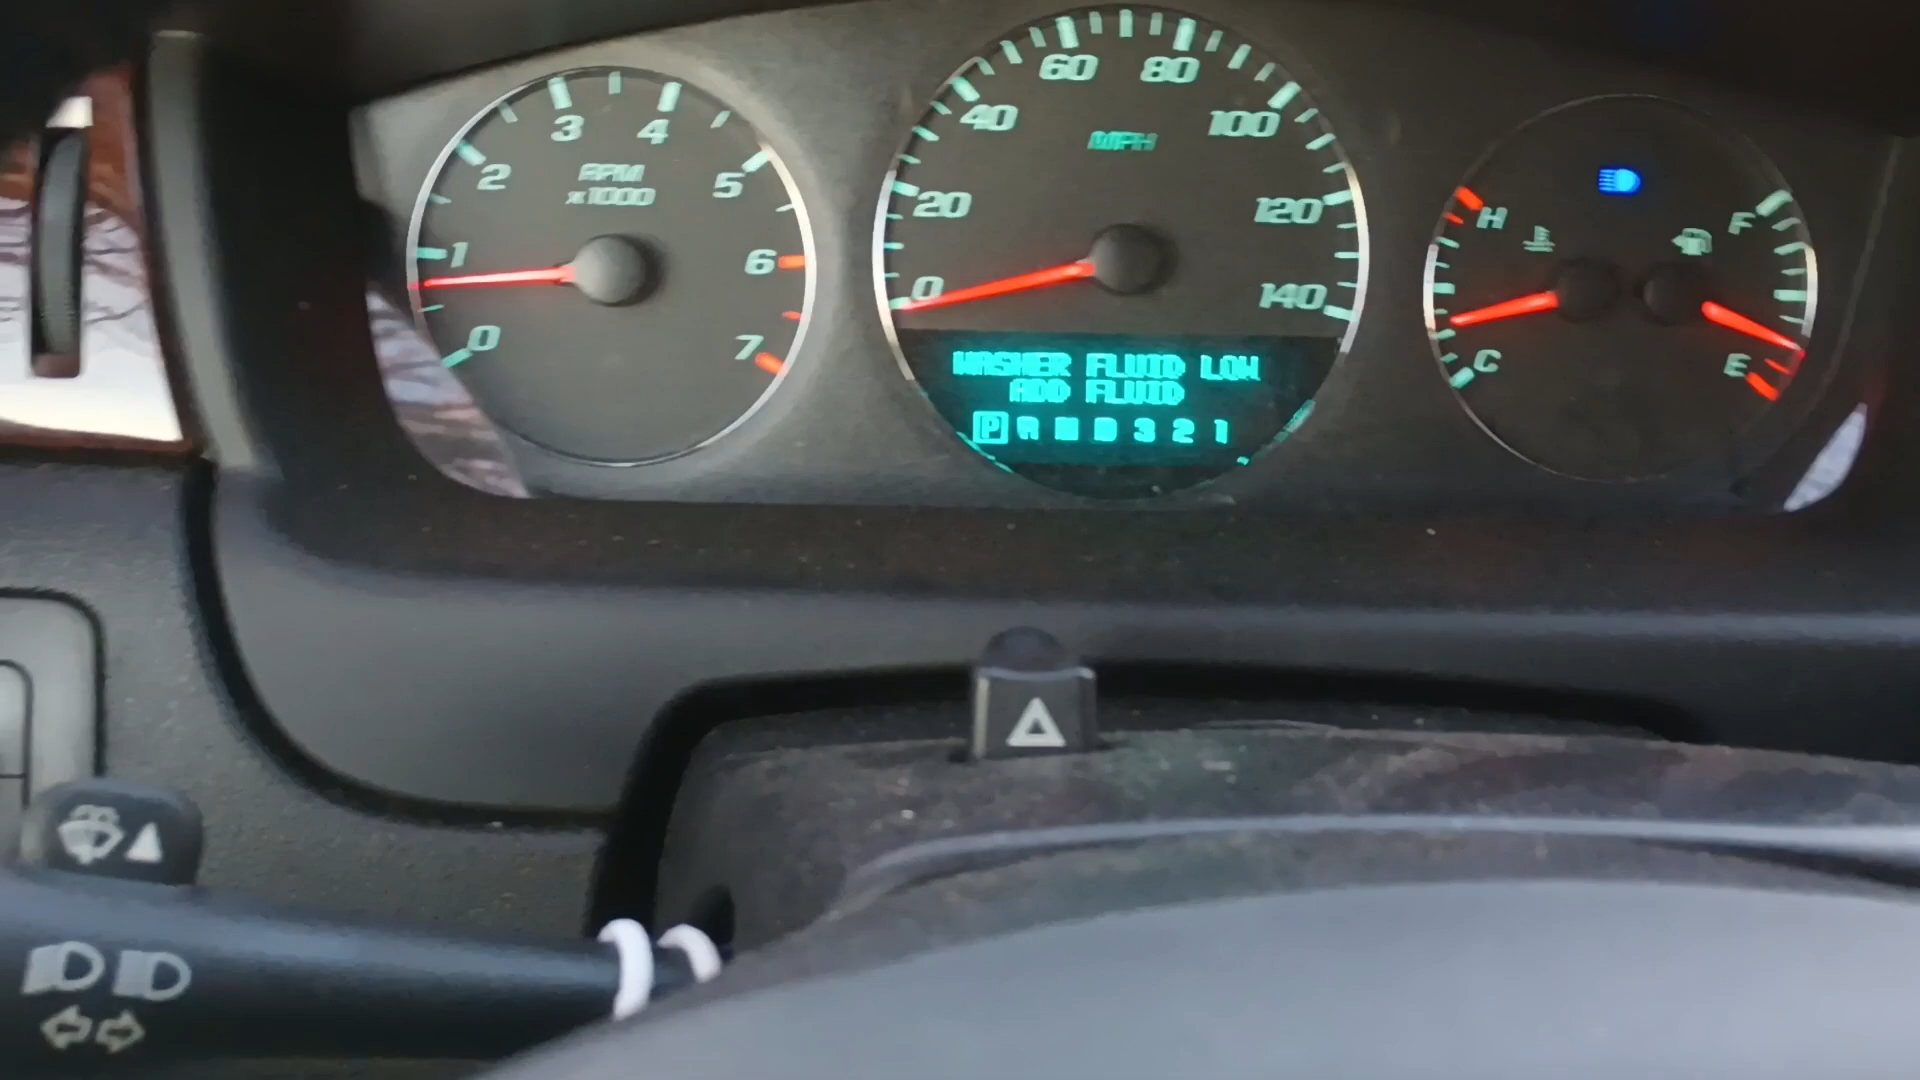 0 1 2 3 4 5 6 7
RPM
x1000
0 20 40 60 80 100 120 140
MPH
WASHER FLUID LOW
ADD FLUID
P R N D 3 2 1
H
C
F
E